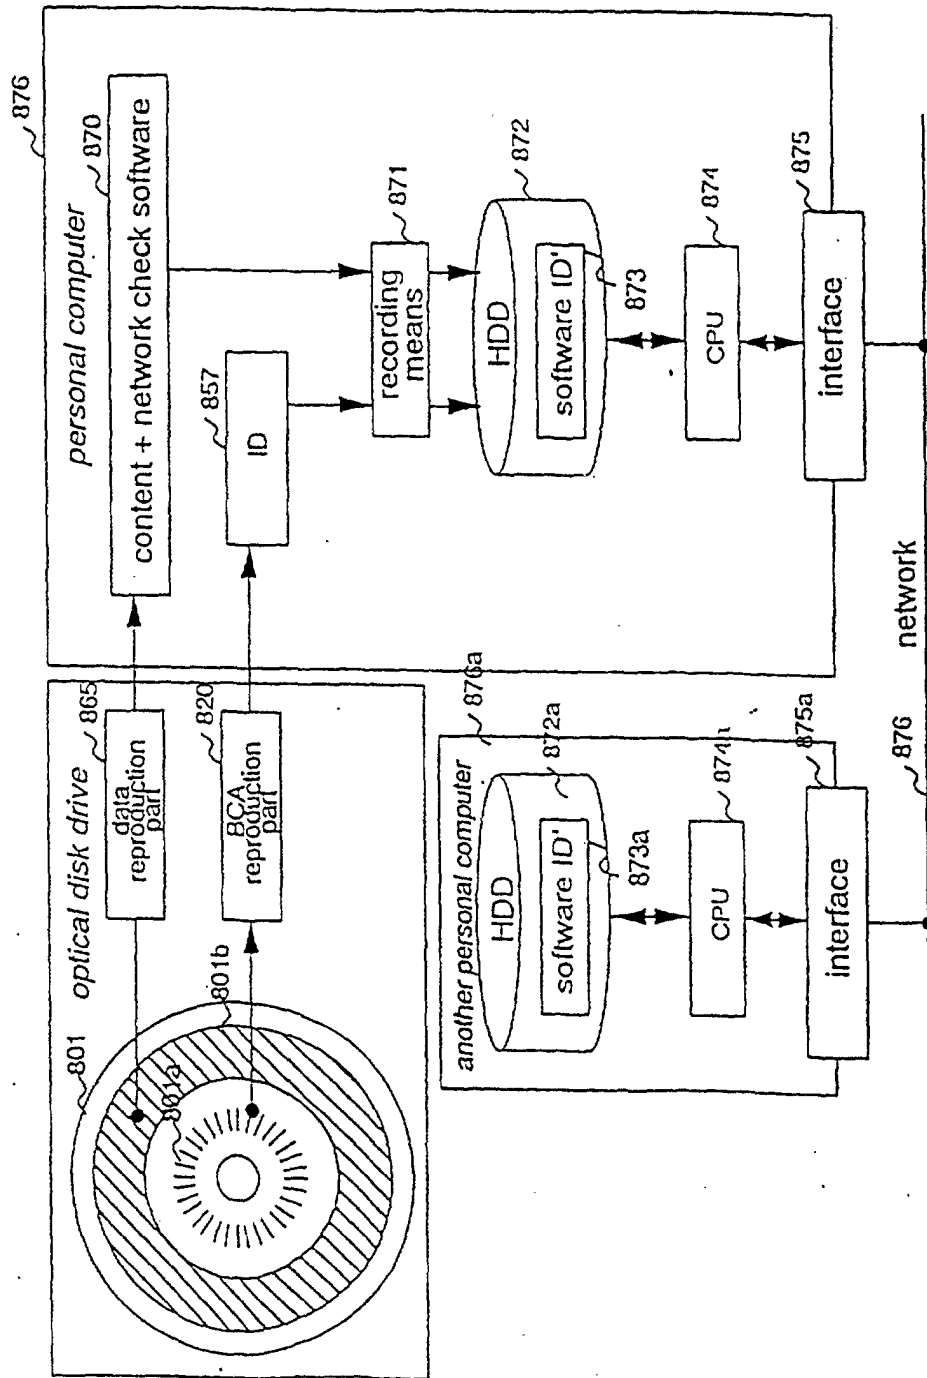 optical disk drive
801
801a
801b
data
reproduction
part
865
BCA
reproduction
part
820
personal computer
876
content + network check software
870
ID
857
recording
means
871
HDD
872
software ID'
873
CPU
874
interface
875
another personal computer
876a
HDD
872a
software ID'
873a
CPU
874a
interface
875a
network
876